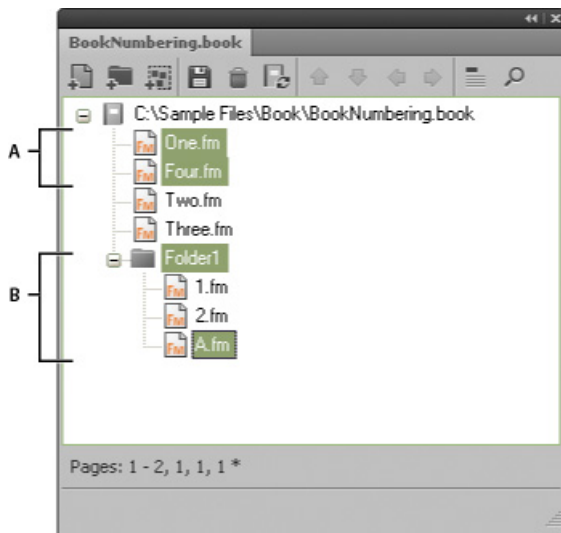 BookNumbering.book
C:\Sample Files\Book\BookNumbering.book
A
One.fm
Four.fm
Two.fm
Three.fm
B
Folder1
1.fm
2.fm
A.fm
Pages: 1 - 2, 1, 1, 1 *